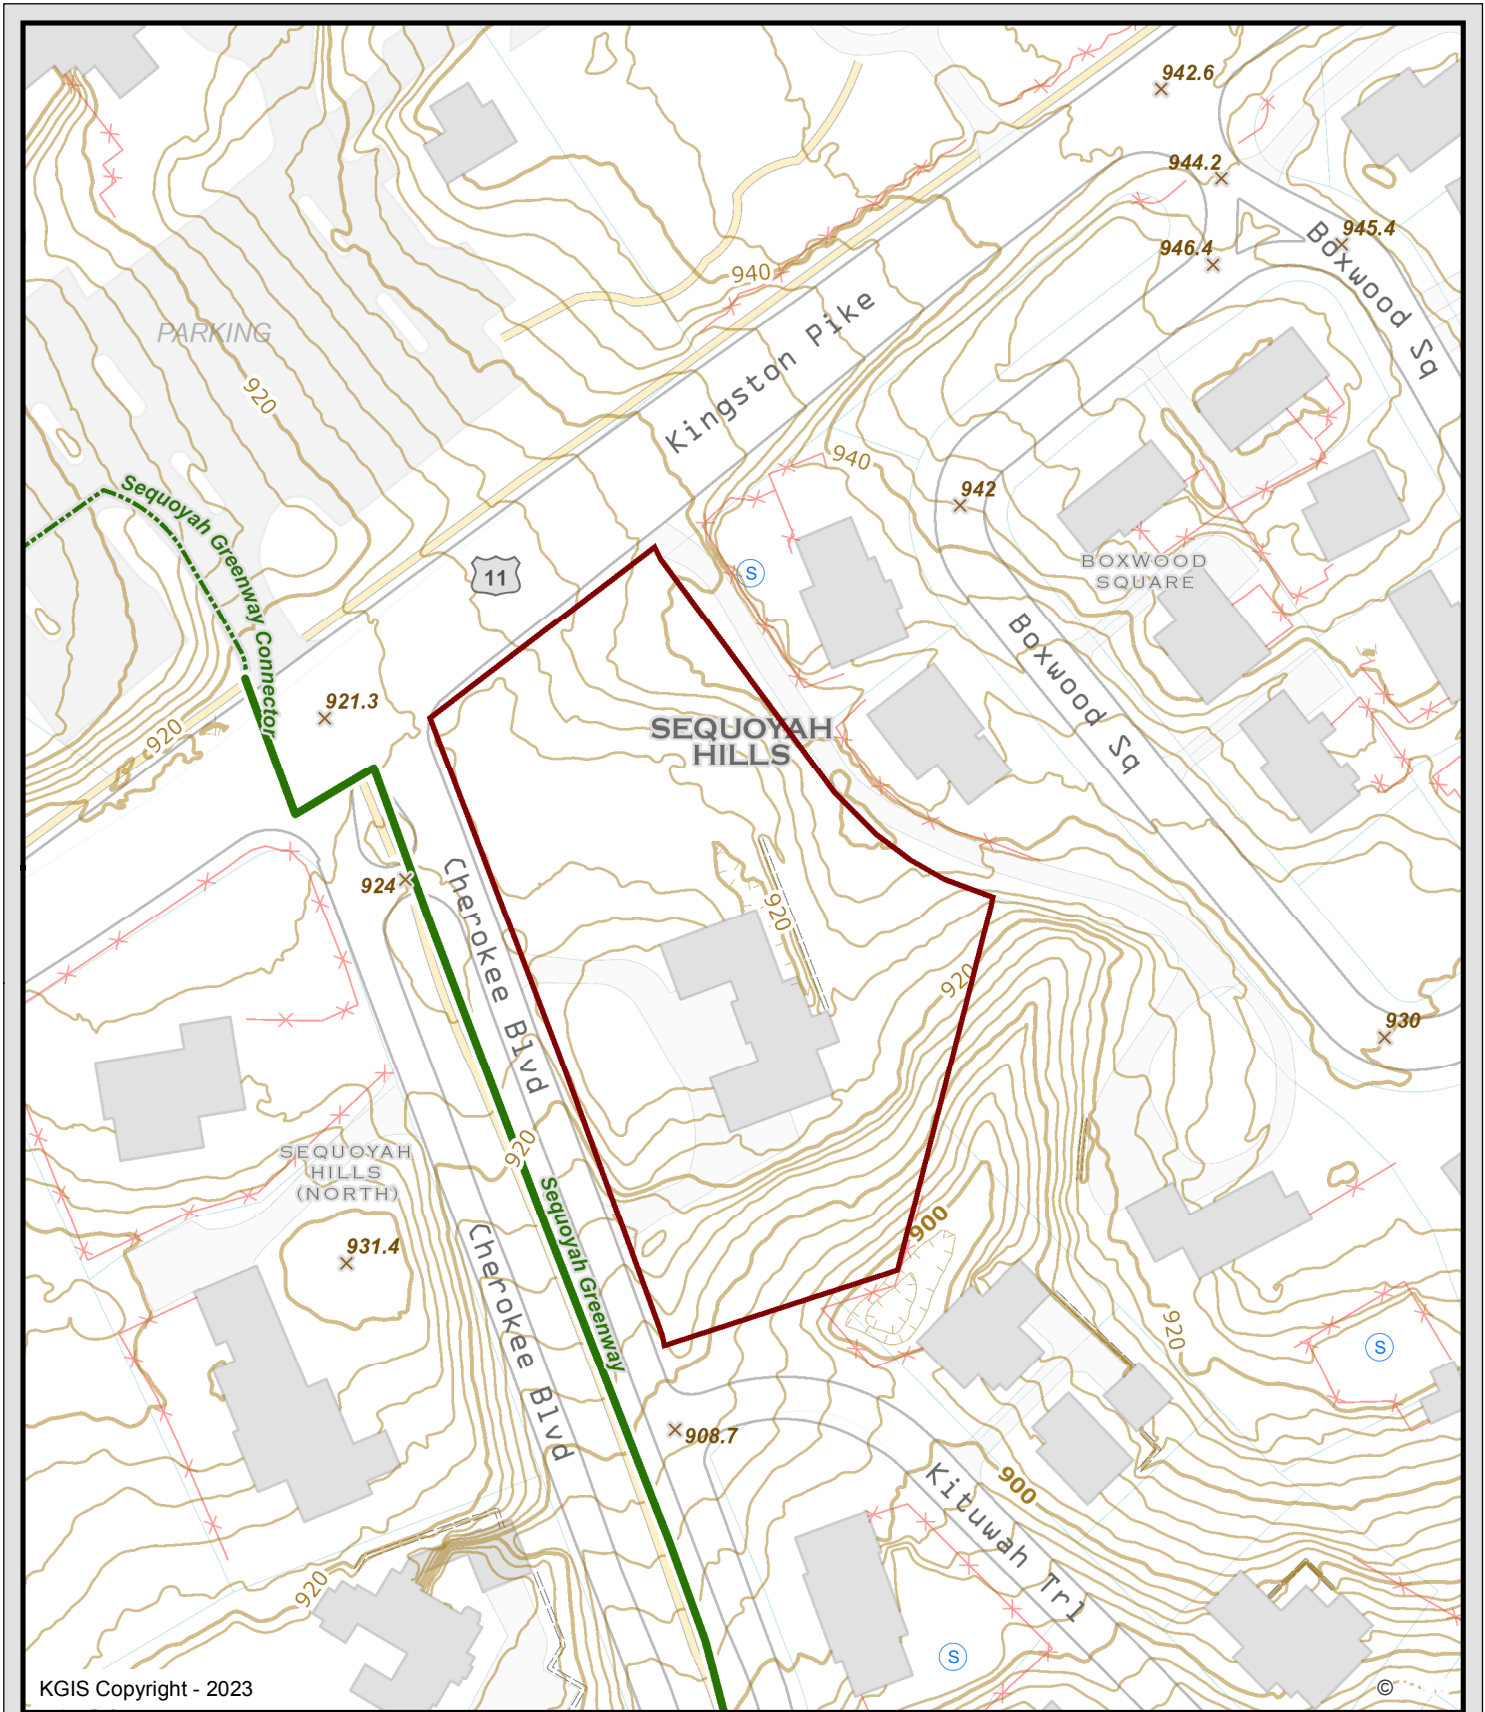 942.6
944.2
945.4
946.4
Boxwood Sq
940
Kingston Pike
PARKING
920
940
942
Sequoyah Greenway Connector
BOXWOOD
SQUARE
11
S
Boxwood Sq
921.3
920
SEQUOYAH
HILLS
924
Cherokee Blvd
920
920
930
920
SEQUOYAH
HILLS
(NORTH)
Sequoyah Greenway
900
931.4
Cherokee Blvd
920
S
908.7
900
Kituwah Trl
920
S
KGIS Copyright - 2023
©